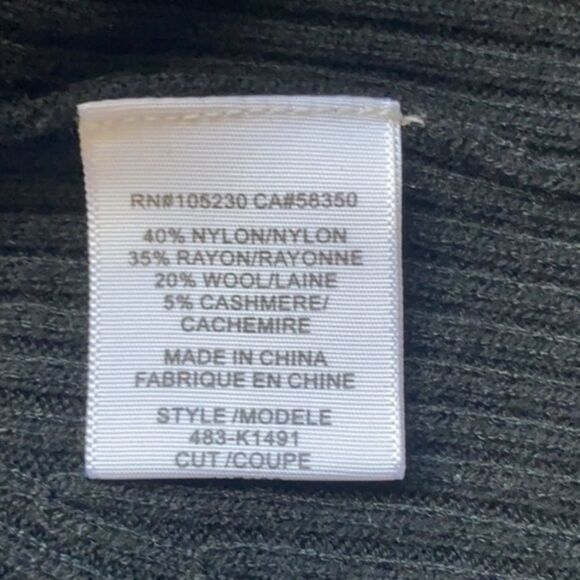 RN#105230 CA#58350
40% NYLON/NYLON
35% RAYON/RAYONNE
20% WOOL/LAINE
5% CASHMERE/
CACHEMIRE
MADE IN CHINA
FABRIQUE EN CHINE
STYLE /MODELE
483-K1491
CUT /COUPE